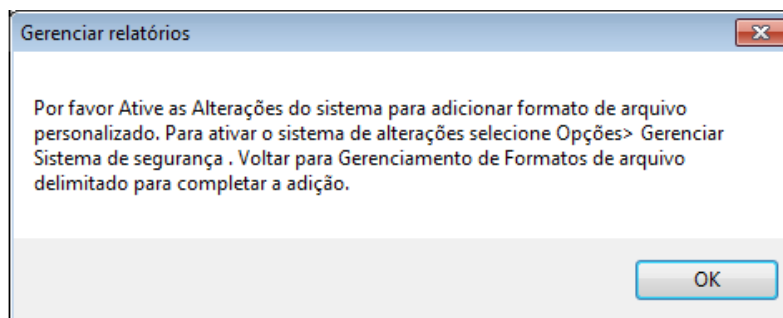 Gerenciar relatórios
Por favor Ative as Alterações do sistema para adicionar formato de arquivo
personalizado. Para ativar o sistema de alterações selecione Opções> Gerenciar
Sistema de segurança . Voltar para Gerenciamento de Formatos de arquivo
delimitado para completar a adição.
OK